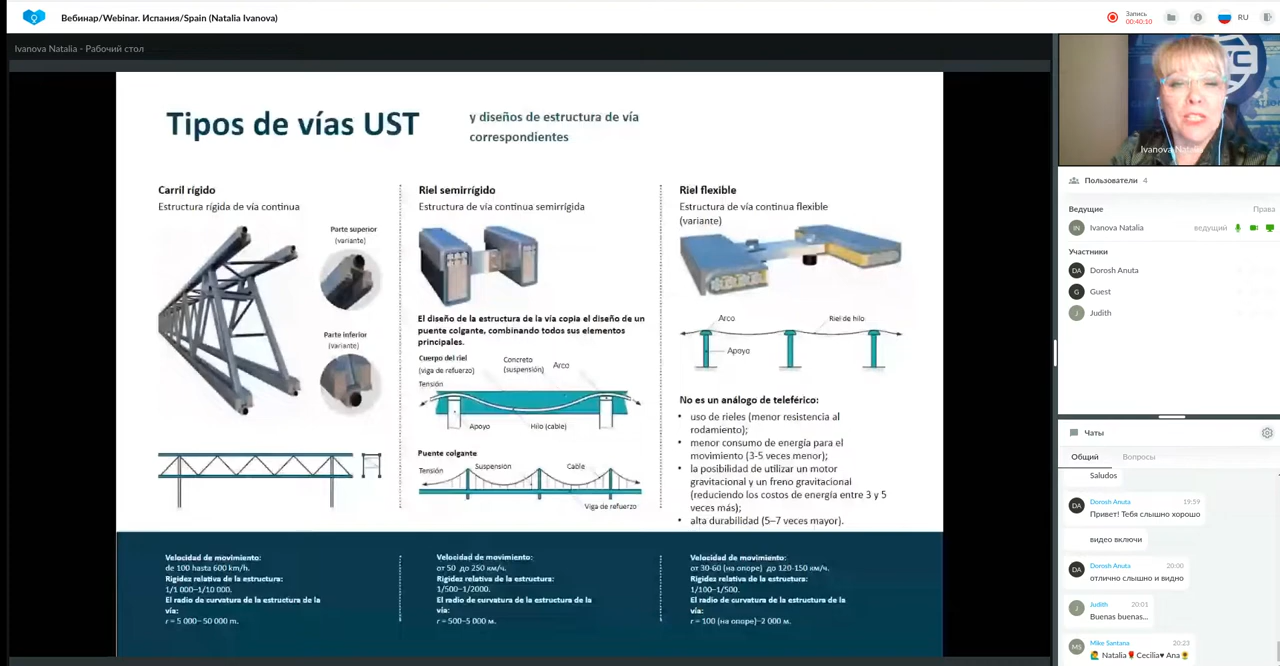 Вебинар/Webinar. Испания/Spain (Natalia Ivanova)
Запись
00:40:10
RU
Ivanova Natalia - Рабочий стол
Tipos de vías UST
y diseños de estructura de vía
correspondientes
Carril rígido
Estructura rígida de vía continua
Parte superior
(variante)
Parte inferior
(variante)
Riel semirrígido
Estructura de vía continua semirrígida
El diseño de la estructura de la vía copia el diseño de un
puente colgante, combinando todos sus elementos
principales.
Cuerpo del riel
(viga de refuerzo)
Concreto
(suspensión)
Arco
Tensión
Apoyo
Hilo (cable)
Puente colgante
Tensión
Suspensión
Cable
Viga de refuerzo
Riel flexible
Estructura de vía continua flexible
(variante)
Arco
Riel de hilo
Apoyo
No es un análogo de teleférico:
• uso de rieles (menor resistencia al
rodamiento);
• menor consumo de energía para el
movimiento (3-5 veces menor);
• la posibilidad de utilizar un motor
gravitacional y un freno gravitacional
(reduciendo los costos de energía entre 3 y 5
veces más);
• alta durabilidad (5–7 veces mayor).
Velocidad de movimiento:
de 100 hasta 600 km/h.
Rigidez relativa de la estructura:
1/1 000–1/10 000.
El radio de curvatura de la estructura de la
vía:
r = 5 000–50 000 m.
Velocidad de movimiento:
от 50 до 250 км/ч.
Rigidez relativa de la estructura:
1/500–1/2000.
El radio de curvatura de la estructura de la
vía:
r = 500–5 000 м.
Velocidad de movimiento:
от 30-60 (на опоре) до 120-150 км/ч.
Rigidez relativa de la estructura:
1/100–1/500.
El radio de curvatura de la estructura de la
vía:
r = 100 (на опоре)–2 000 м.
Ivanova Natalia
Пользователи 4
Ведущие
Права
IN
Ivanova Natalia
ведущий
Участники
DA
Dorosh Anuta
G
Guest
J
Judith
Чаты
Общий
Вопросы
Saludos
DA
Dorosh Anuta
19:59
Привет! Тебя слышно хорошо
видео включи
DA
Dorosh Anuta
20:00
отлично слышно и видно
J
Judith
20:01
Buenas buenas...
MS
Mike Santana
20:23
🙋‍♂️ Natalia🌹Cecilia♥ Ana🌻